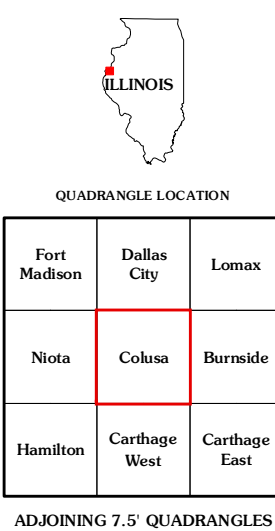 ILLINOIS
QUADRANGLE LOCATION
Fort
Madison
Dallas
City
Lomax
Niota
Colusa
Burnside
Hamilton
Carthage
West
Carthage
East
ADJOINING 7.5' QUADRANGLES